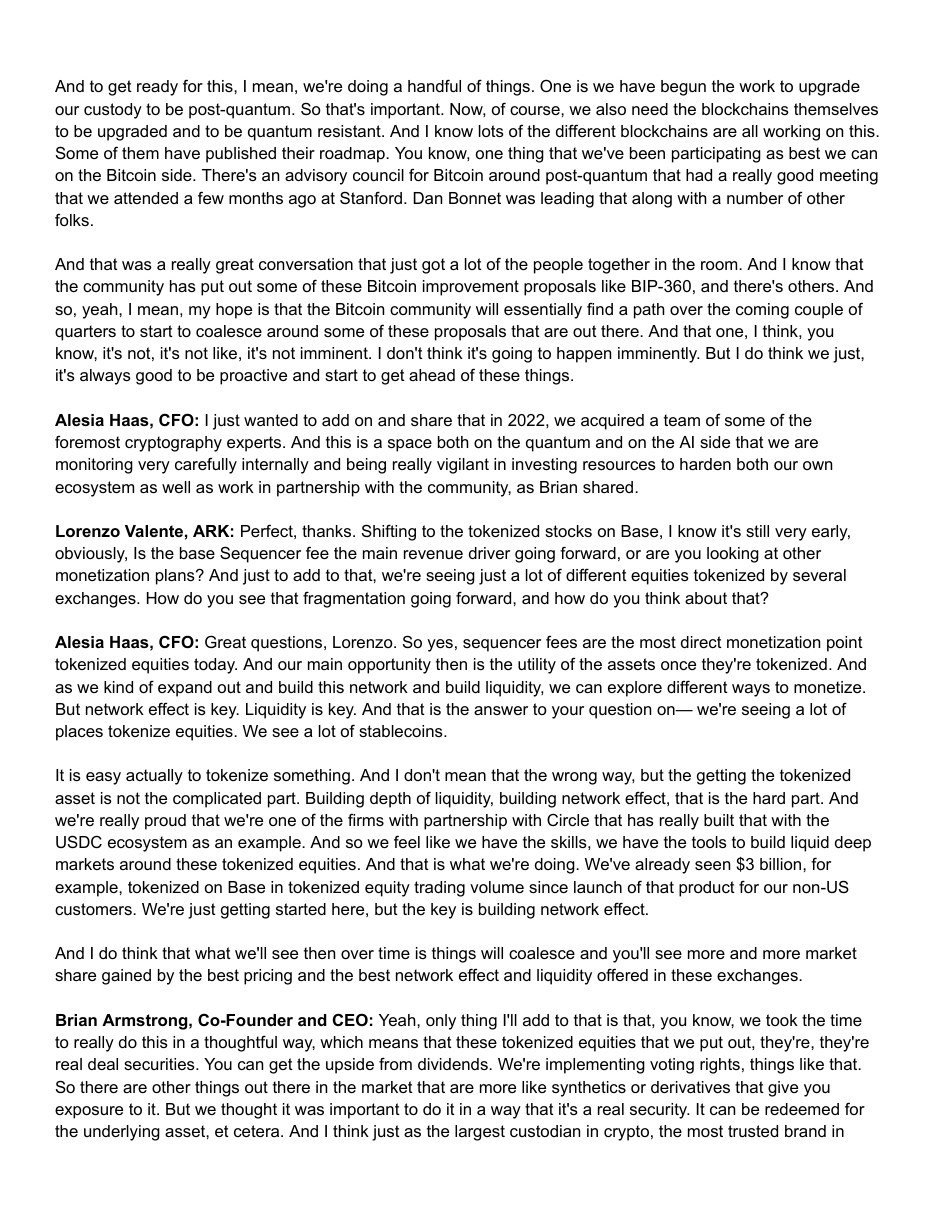 And to get ready for this, I mean, we're doing a handful of things. One is we have begun the work to upgrade
our custody to be post-quantum. So that's important. Now, of course, we also need the blockchains themselves
to be upgraded and to be quantum resistant. And I know lots of the different blockchains are all working on this.
Some of them have published their roadmap. You know, one thing that we've been participating as best we can
on the Bitcoin side. There's an advisory council for Bitcoin around post-quantum that had a really good meeting
that we attended a few months ago at Stanford. Dan Bonnet was leading that along with a number of other
folks.
And that was a really great conversation that just got a lot of the people together in the room. And I know that
the community has put out some of these Bitcoin improvement proposals like BIP-360, and there's others. And
so, yeah, I mean, my hope is that the Bitcoin community will essentially find a path over the coming couple of
quarters to start to coalesce around some of these proposals that are out there. And that one, I think, you
know, it's not, it's not like, it's not imminent. I don't think it's going to happen imminently. But I do think we just,
it's always good to be proactive and start to get ahead of these things.
Alesia Haas, CFO: I just wanted to add on and share that in 2022, we acquired a team of some of the
foremost cryptography experts. And this is a space both on the quantum and on the AI side that we are
monitoring very carefully internally and being really vigilant in investing resources to harden both our own
ecosystem as well as work in partnership with the community, as Brian shared.
Lorenzo Valente, ARK: Perfect, thanks. Shifting to the tokenized stocks on Base, I know it's still very early,
obviously, Is the base Sequencer fee the main revenue driver going forward, or are you looking at other
monetization plans? And just to add to that, we're seeing just a lot of different equities tokenized by several
exchanges. How do you see that fragmentation going forward, and how do you think about that?
Alesia Haas, CFO: Great questions, Lorenzo. So yes, sequencer fees are the most direct monetization point
tokenized equities today. And our main opportunity then is the utility of the assets once they're tokenized. And
as we kind of expand out and build this network and build liquidity, we can explore different ways to monetize.
But network effect is key. Liquidity is key. And that is the answer to your question on— we're seeing a lot of
places tokenize equities. We see a lot of stablecoins.
It is easy actually to tokenize something. And I don't mean that the wrong way, but the getting the tokenized
asset is not the complicated part. Building depth of liquidity, building network effect, that is the hard part. And
we're really proud that we're one of the firms with partnership with Circle that has really built that with the
USDC ecosystem as an example. And so we feel like we have the skills, we have the tools to build liquid deep
markets around these tokenized equities. And that is what we're doing. We've already seen $3 billion, for
example, tokenized on Base in tokenized equity trading volume since launch of that product for our non-US
customers. We're just getting started here, but the key is building network effect.
And I do think that what we'll see then over time is things will coalesce and you'll see more and more market
share gained by the best pricing and the best network effect and liquidity offered in these exchanges.
Brian Armstrong, Co-Founder and CEO: Yeah, only thing I'll add to that is that, you know, we took the time
to really do this in a thoughtful way, which means that these tokenized equities that we put out, they're, they're
real deal securities. You can get the upside from dividends. We're implementing voting rights, things like that.
So there are other things out there in the market that are more like synthetics or derivatives that give you
exposure to it. But we thought it was important to do it in a way that it's a real security. It can be redeemed for
the underlying asset, et cetera. And I think just as the largest custodian in crypto, the most trusted brand in